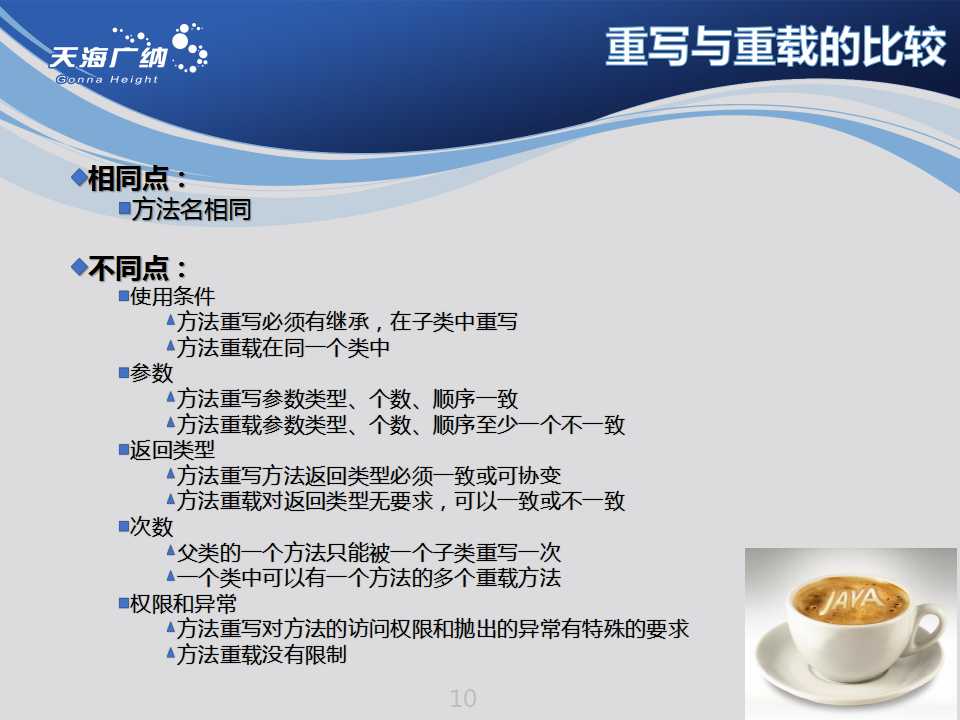 天海广纳
Gonna Height
重写与重载的比较
相同点：
方法名相同
不同点：
使用条件
方法重写必须有继承，在子类中重写
方法重载在同一个类中
参数
方法重写参数类型、个数、顺序一致
方法重载参数类型、个数、顺序至少一个不一致
返回类型
方法重写方法返回类型必须一致或可协变
方法重载对返回类型无要求，可以一致或不一致
次数
父类的一个方法只能被一个子类重写一次
一个类中可以有一个方法的多个重载方法
权限和异常
方法重写对方法的访问权限和抛出的异常有特殊的要求
方法重载没有限制
JAVA
10